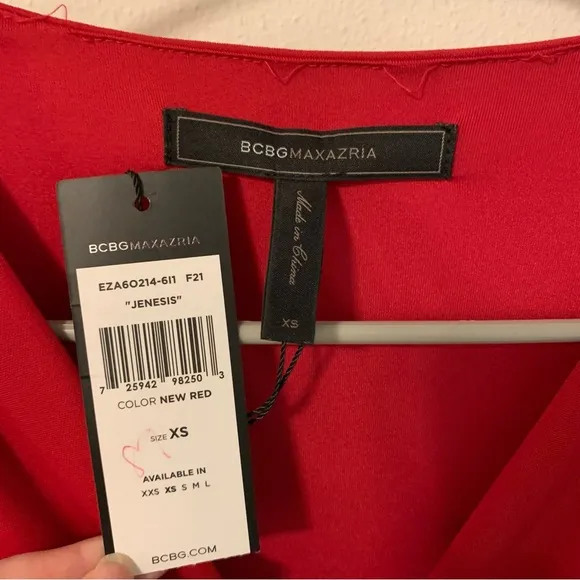 BCBGMAXAZRIA
Made in China
XS
BCBGMAXAZRIA
EZA6O214-6I1 F21
"JENESIS"
7 25942 98250 3
COLOR NEW RED
SIZE XS
AVAILABLE IN
XXS XS S M L
BCBG.COM